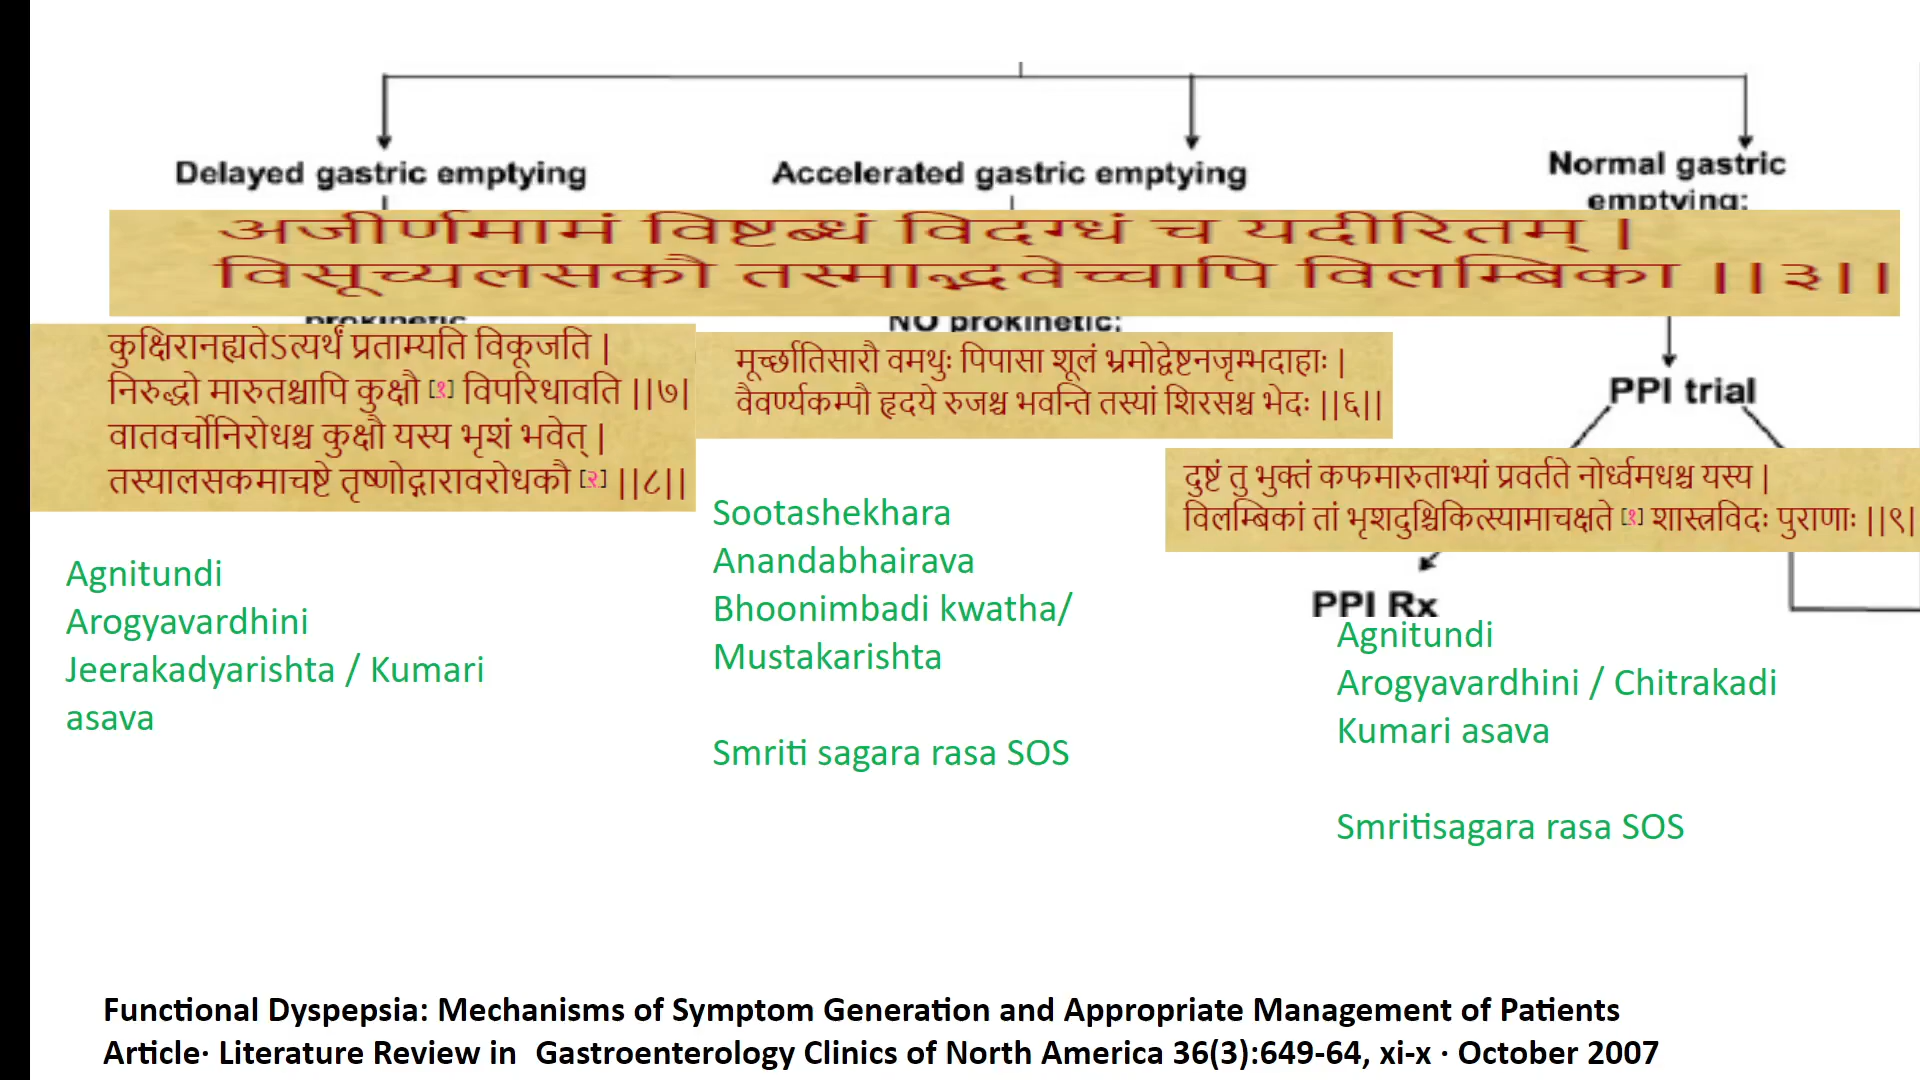 Delayed gastric emptying
Accelerated gastric emptying
Normal gastric
emptying:
अजीर्णमामं विष्टब्धं विदग्धं च यदीरितम् |
विसूच्यलसकौ तस्माद्भवेच्चापि विलम्बिका ||३||
prokinetic
NO prokinetic:
कुक्षिरानह्यतेऽत्यर्थं प्रताम्यति विकूजति |
निरुद्धो मारुतश्चापि कुक्षौ [१] विपरिधावति ||७|
वातवर्चोनिरोधश्च कुक्षौ यस्य भृशं भवेत् |
तस्यालसकमाचष्टे तृष्णोद्गारावरोधकौ [२] ||८||
मूर्च्छातिसारौ वमथुः पिपासा शूलं भ्रमोद्वेष्टनजृम्भदाहाः |
वैवर्ण्यकम्पौ हृदये रुजश्च भवन्ति तस्यां शिरसश्च भेदः ||६||
PPI trial
दुष्टं तु भुक्तं कफमारुताभ्यां प्रवर्तते नोर्ध्वमधश्च यस्य |
विलम्बिकां तां भृशदुश्चिकित्स्यामाचक्षते [१] शास्त्रविदः पुराणाः ||९|
PPI Rx
Agnitundi
Arogyavardhini
Jeerakadyarishta / Kumari
asava
Sootashekhara
Anandabhairava
Bhoonimbadi kwatha/
Mustakarishta
Smriti sagara rasa SOS
Agnitundi
Arogyavardhini / Chitrakadi
Kumari asava
Smritisagara rasa SOS
Functional Dyspepsia: Mechanisms of Symptom Generation and Appropriate Management of Patients
Article· Literature Review in  Gastroenterology Clinics of North America 36(3):649-64, xi-x · October 2007